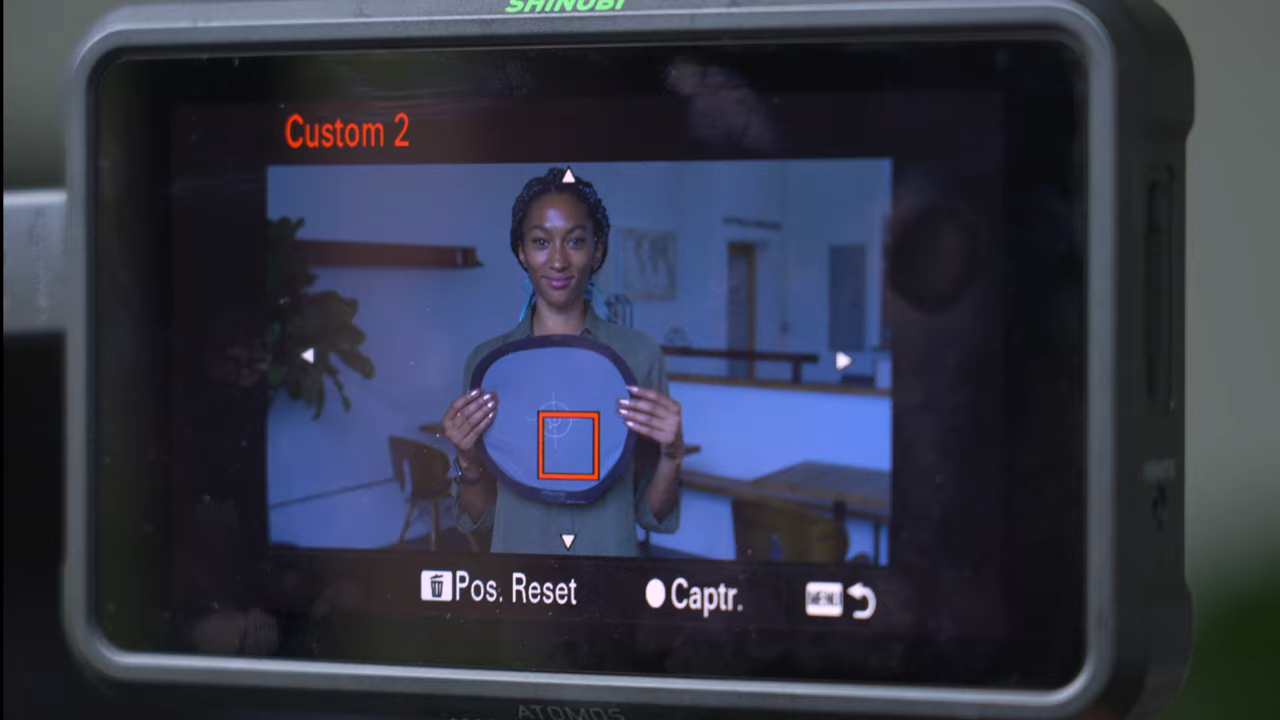 SHINOBI
Custom 2
Pos. Reset
Captr.
MENU
ATOMOS